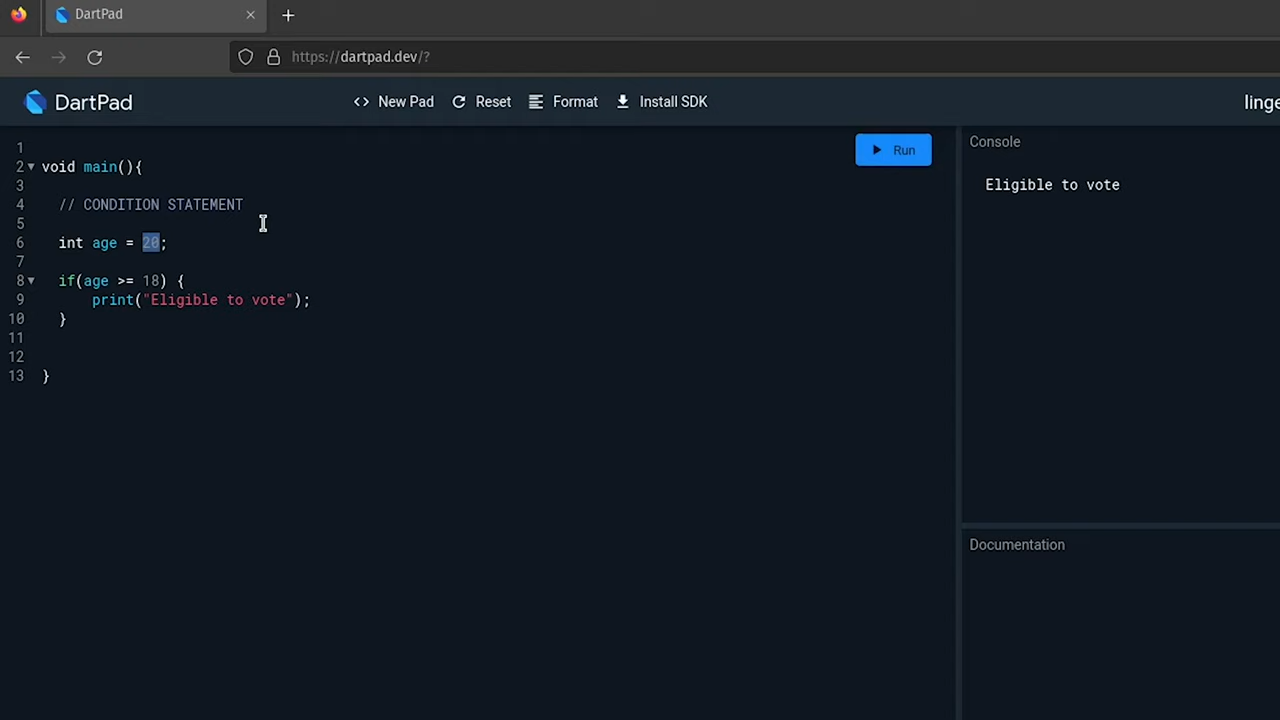 DartPad
https://dartpad.dev/?
DartPad
New Pad
Reset
Format
Install SDK
linge
1
2 void main(){
3
4 // CONDITION STATEMENT
5
6 int age = 20;
7
8 if(age >= 18) {
9 print("Eligible to vote");
10 }
11
12
13 }
Run
Console
Eligible to vote
Documentation